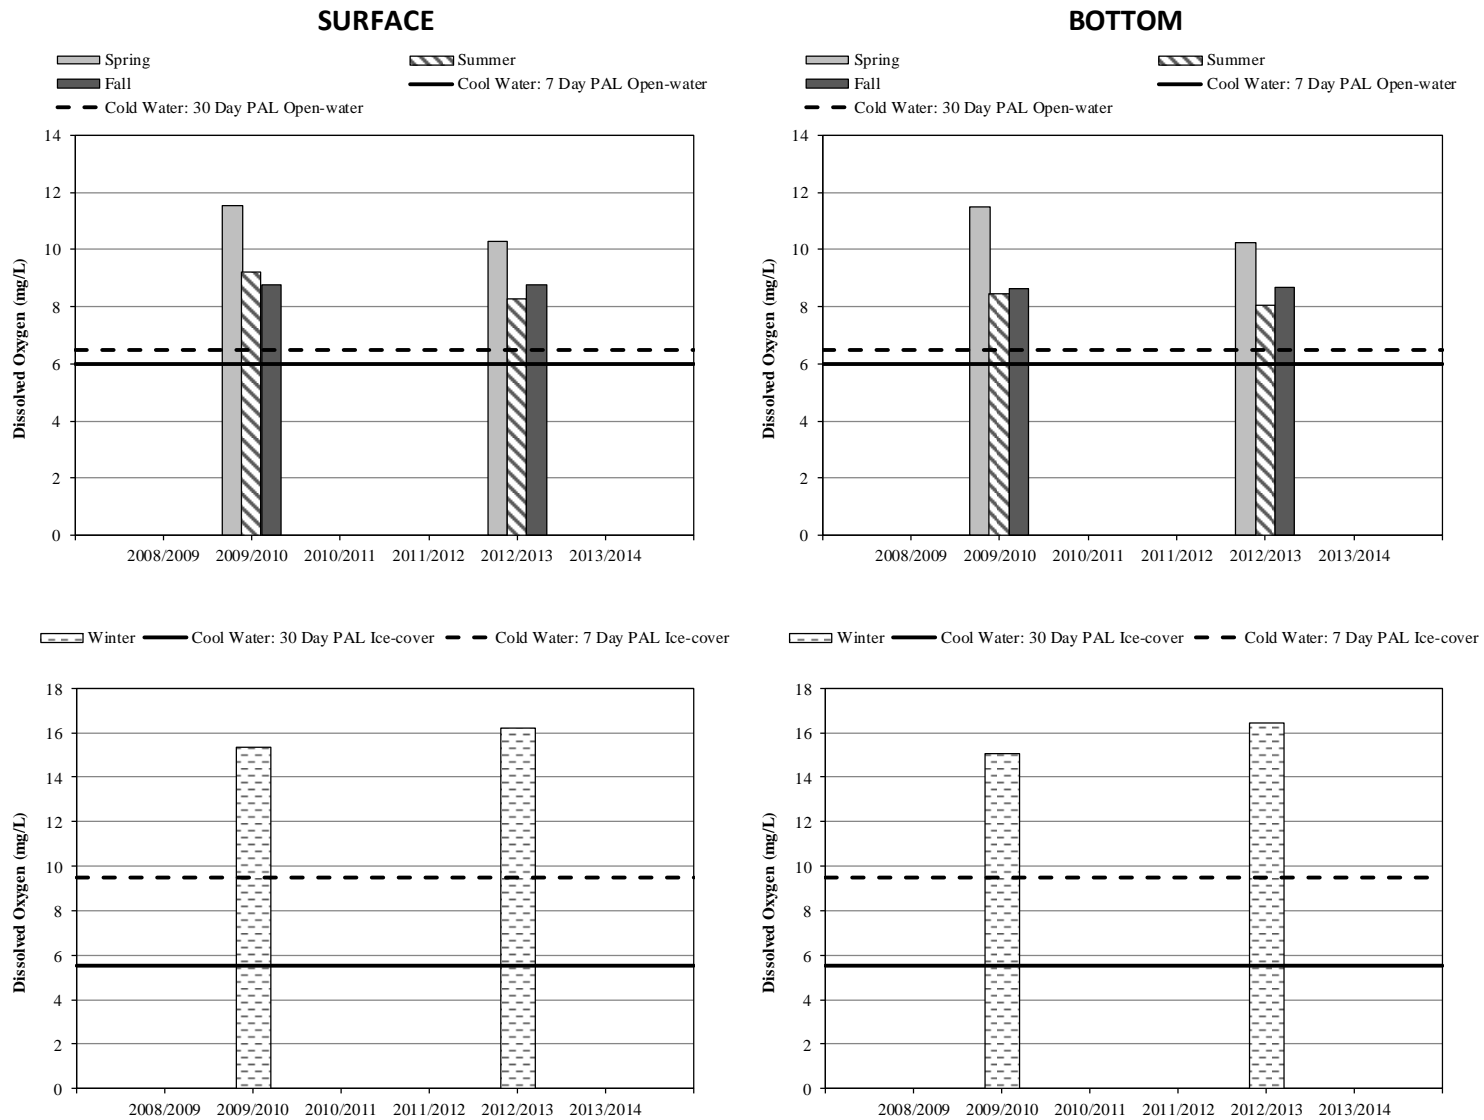 SURFACE
Spring
Summer
Fall
Cool Water: 7 Day PAL Open-water
Cold Water: 30 Day PAL Open-water
Dissolved Oxygen (mg/L)
14
12
10
8
6
4
2
0
2008/2009 2009/2010 2010/2011 2011/2012 2012/2013 2013/2014
BOTTOM
Spring
Summer
Fall
Cool Water: 7 Day PAL Open-water
Cold Water: 30 Day PAL Open-water
Dissolved Oxygen (mg/L)
14
12
10
8
6
4
2
0
2008/2009 2009/2010 2010/2011 2011/2012 2012/2013 2013/2014
Winter Cool Water: 30 Day PAL Ice-cover Cold Water: 7 Day PAL Ice-cover
Dissolved Oxygen (mg/L)
18
16
14
12
10
8
6
4
2
0
2008/2009 2009/2010 2010/2011 2011/2012 2012/2013 2013/2014
Winter Cool Water: 30 Day PAL Ice-cover Cold Water: 7 Day PAL Ice-cover
Dissolved Oxygen (mg/L)
18
16
14
12
10
8
6
4
2
0
2008/2009 2009/2010 2010/2011 2011/2012 2012/2013 2013/2014